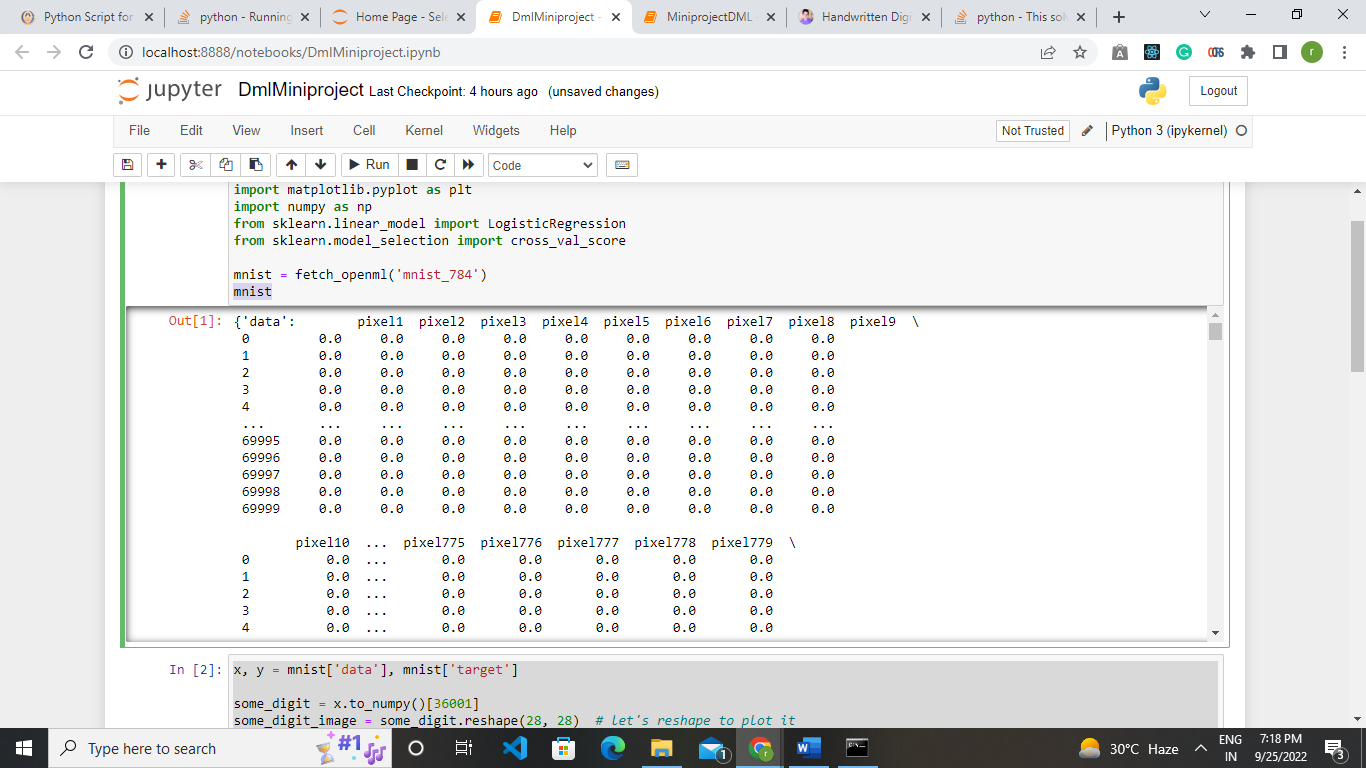 Python Script for
python - Running
Home Page - Sele
DmlMiniproject -
MiniprojectDML
Handwritten Digi
python - This sol
localhost:8888/notebooks/DmlMiniproject.ipynb
r
jupyter DmlMiniproject Last Checkpoint: 4 hours ago (unsaved changes)
Logout
File Edit View Insert Cell Kernel Widgets Help
Not Trusted
Python 3 (ipykernel)
Run
Code
import matplotlib.pyplot as plt
import numpy as np
from sklearn.linear_model import LogisticRegression
from sklearn.model_selection import cross_val_score
mnist = fetch_openml('mnist_784')
mnist
Out[1]: {'data': pixel1 pixel2 pixel3 pixel4 pixel5 pixel6 pixel7 pixel8 pixel9 \
0 0.0 0.0 0.0 0.0 0.0 0.0 0.0 0.0 0.0
1 0.0 0.0 0.0 0.0 0.0 0.0 0.0 0.0 0.0
2 0.0 0.0 0.0 0.0 0.0 0.0 0.0 0.0 0.0
3 0.0 0.0 0.0 0.0 0.0 0.0 0.0 0.0 0.0
4 0.0 0.0 0.0 0.0 0.0 0.0 0.0 0.0 0.0
... ... ... ... ... ... ... ... ... ...
69995 0.0 0.0 0.0 0.0 0.0 0.0 0.0 0.0 0.0
69996 0.0 0.0 0.0 0.0 0.0 0.0 0.0 0.0 0.0
69997 0.0 0.0 0.0 0.0 0.0 0.0 0.0 0.0 0.0
69998 0.0 0.0 0.0 0.0 0.0 0.0 0.0 0.0 0.0
69999 0.0 0.0 0.0 0.0 0.0 0.0 0.0 0.0 0.0
pixel10 ... pixel775 pixel776 pixel777 pixel778 pixel779 \
0 0.0 ... 0.0 0.0 0.0 0.0 0.0
1 0.0 ... 0.0 0.0 0.0 0.0 0.0
2 0.0 ... 0.0 0.0 0.0 0.0 0.0
3 0.0 ... 0.0 0.0 0.0 0.0 0.0
4 0.0 ... 0.0 0.0 0.0 0.0 0.0
In [2]: x, y = mnist['data'], mnist['target']
some_digit = x.to_numpy()[36001]
some_digit_image = some_digit.reshape(28, 28) # let's reshape to plot it
Type here to search
#1
1
r
30°C Haze
ENG
IN
7:18 PM
9/25/2022
3